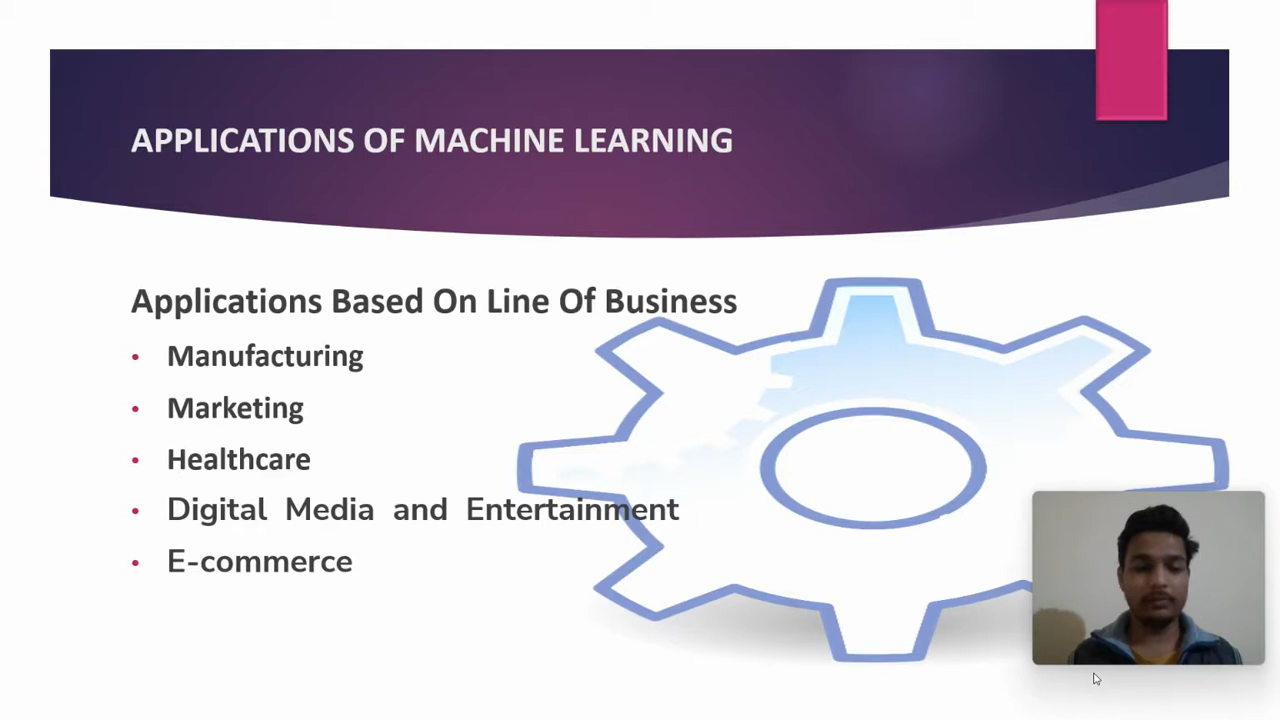 APPLICATIONS OF MACHINE LEARNING
Applications Based On Line Of Business
• Manufacturing
• Marketing
• Healthcare
• Digital Media and Entertainment
• E-commerce